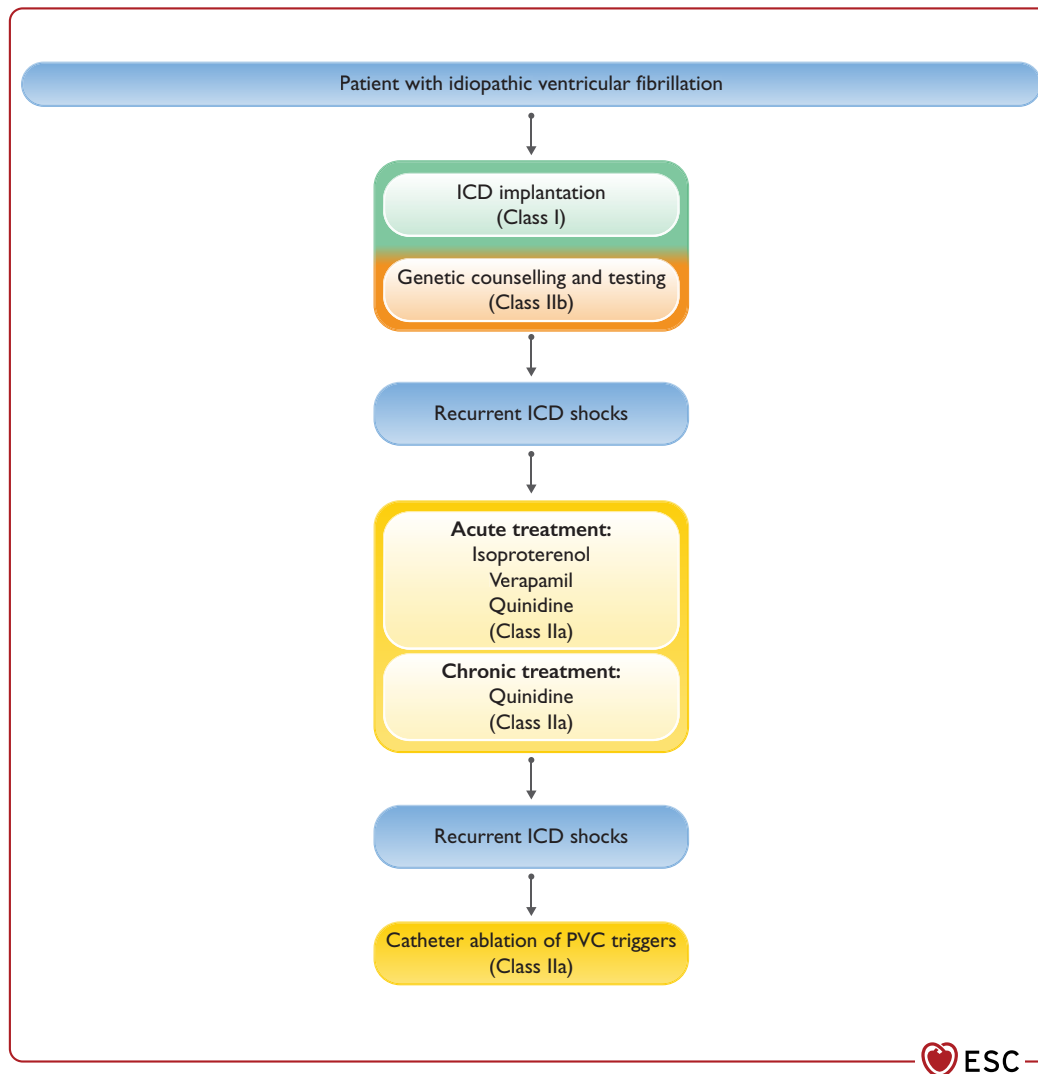 Patient with idiopathic ventricular fibrillation
ICD implantation
(Class I)
Genetic counselling and testing
(Class IIb)
Recurrent ICD shocks
Acute treatment:
Isoproterenol
Verapamil
Quinidine
(Class IIa)
Chronic treatment:
Quinidine
(Class IIa)
Recurrent ICD shocks
Catheter ablation of PVC triggers
(Class IIa)
ESC